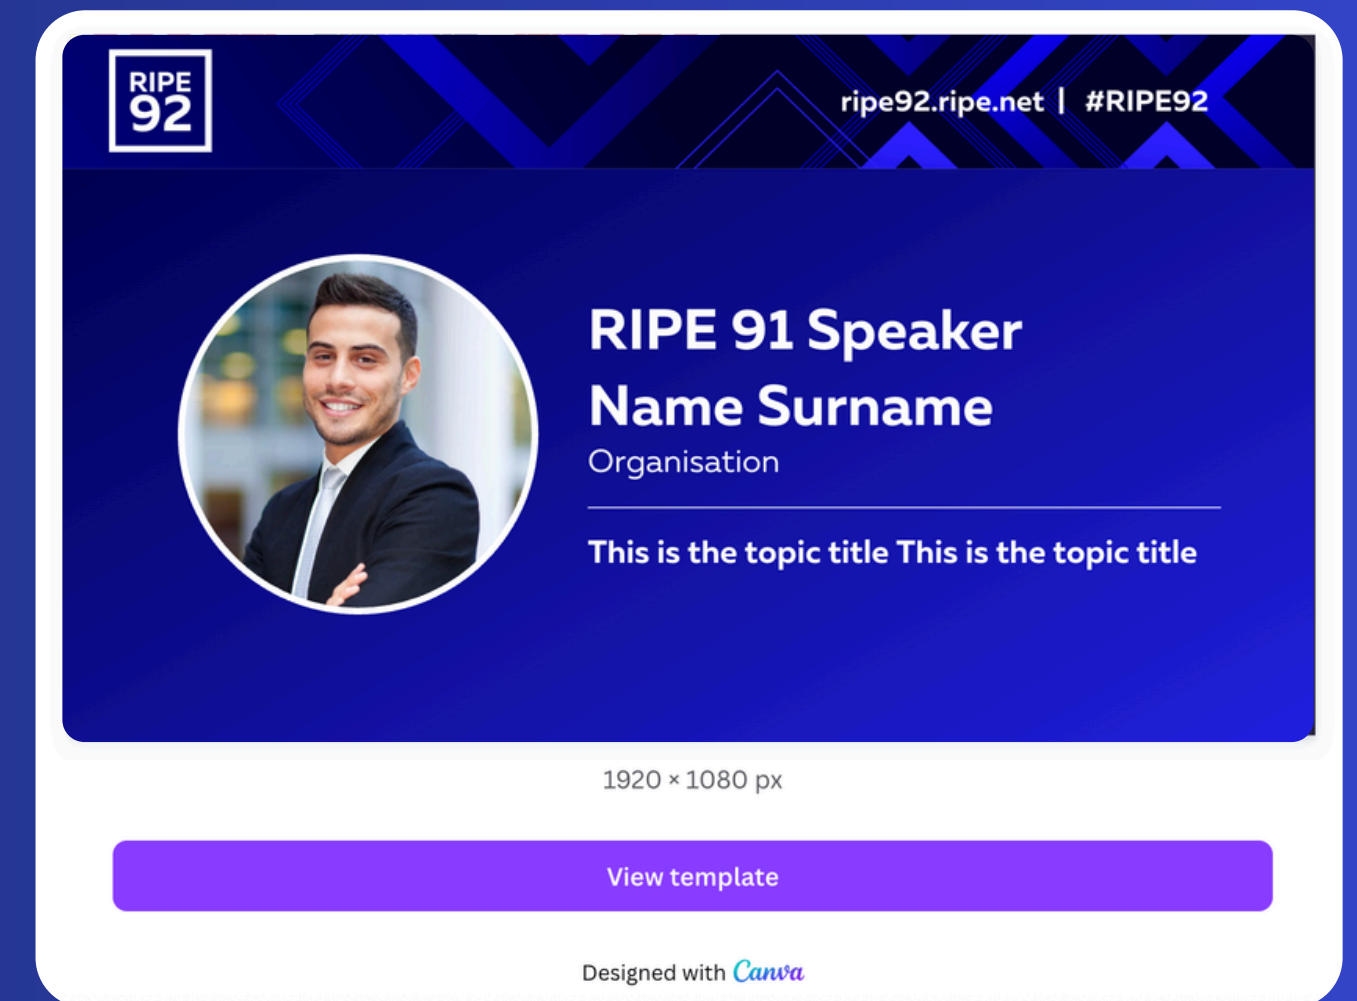 RIPE
92
ripe92.ripe.net | #RIPE92
RIPE 91 Speaker
Name Surname
Organisation
This is the topic title This is the topic title
1920 × 1080 px
View template
Designed with Canva